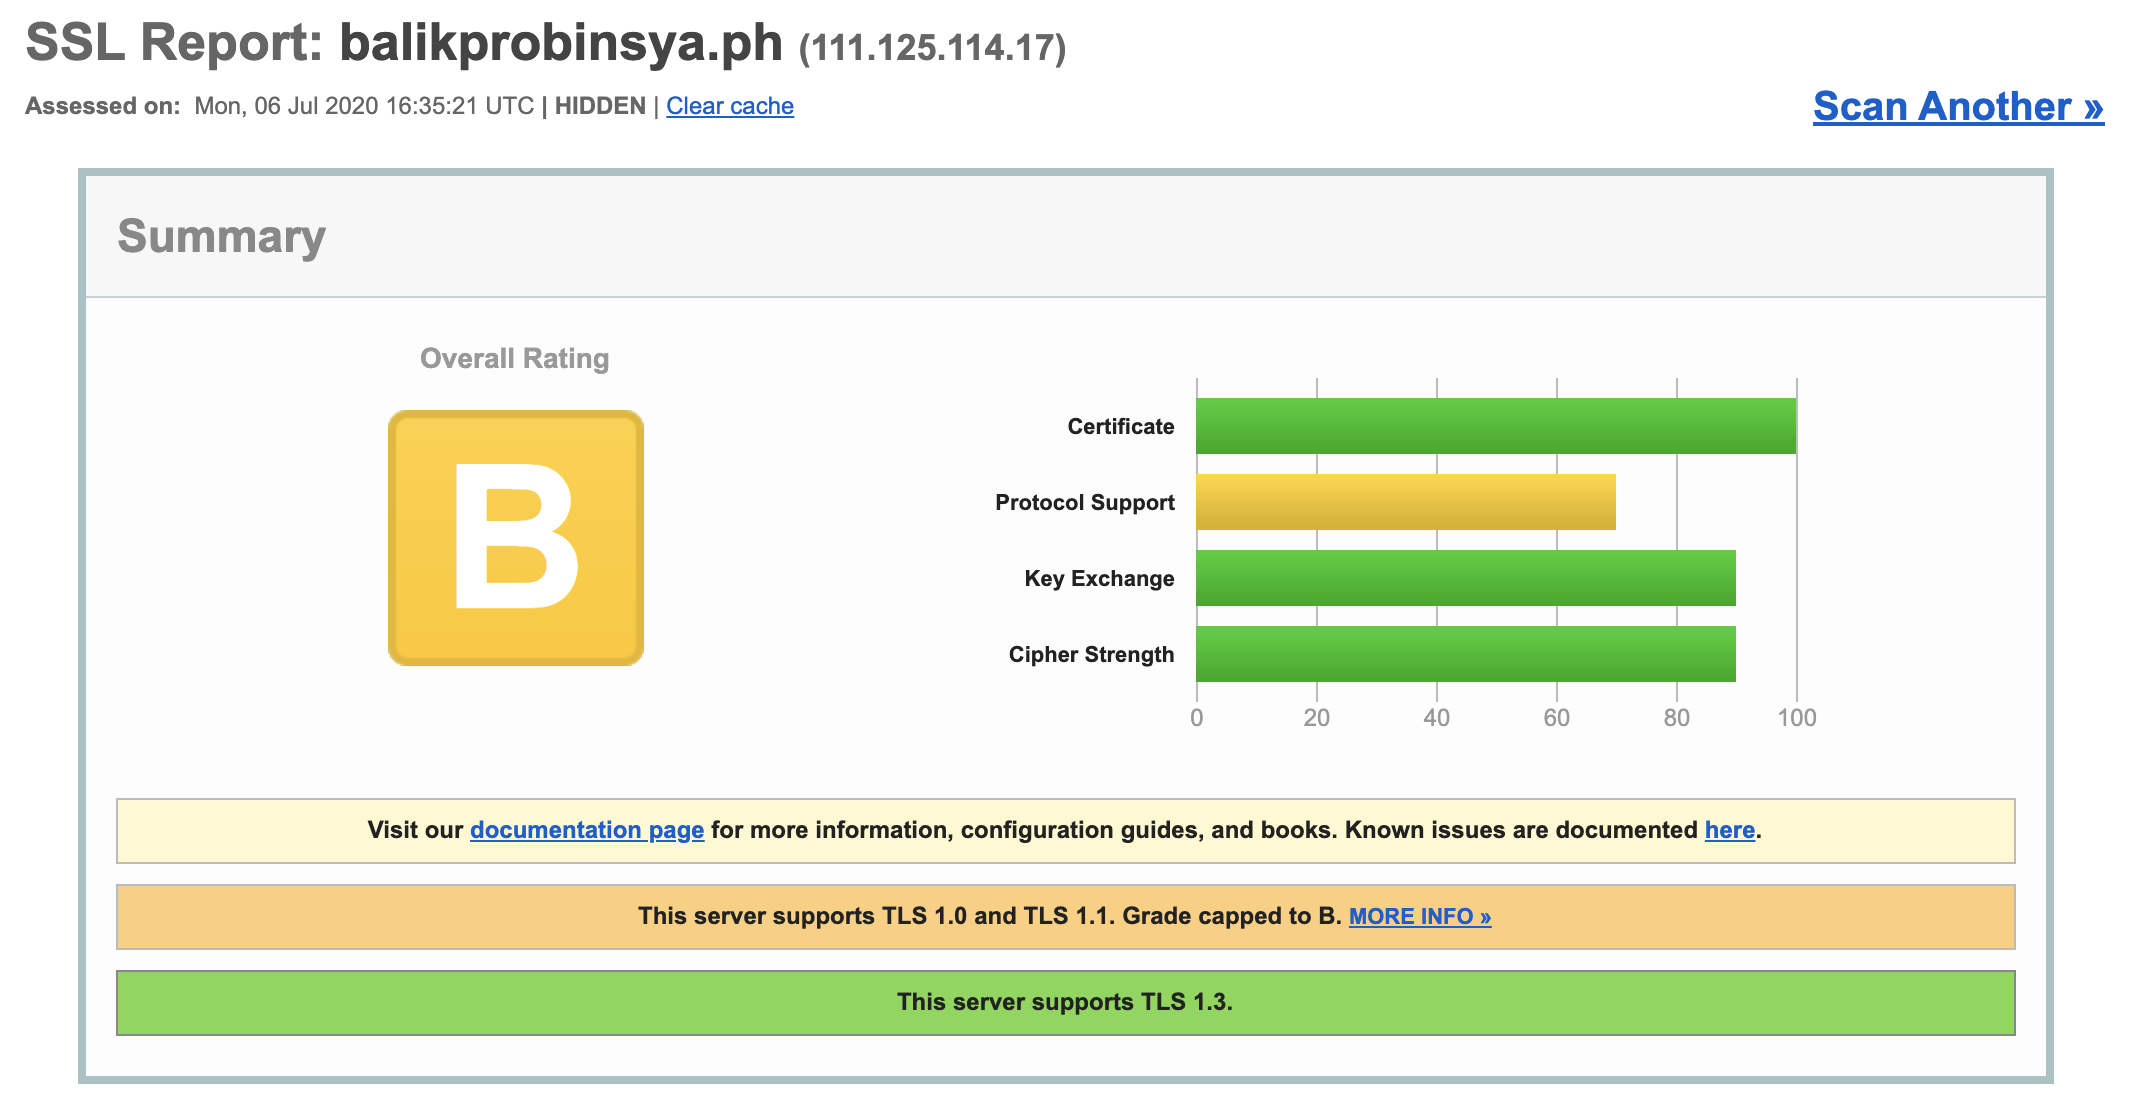 SSL Report: balikprobinsya.ph (111.125.114.17)
Assessed on: Mon, 06 Jul 2020 16:35:21 UTC | HIDDEN | Clear cache
Scan Another »
Summary
Overall Rating
B
Certificate
Protocol Support
Key Exchange
Cipher Strength
0 20 40 60 80 100
Visit our documentation page for more information, configuration guides, and books. Known issues are documented here.
This server supports TLS 1.0 and TLS 1.1. Grade capped to B. MORE INFO »
This server supports TLS 1.3.